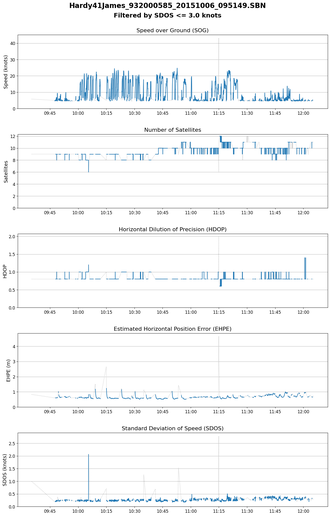 Hardy41James_932000585_20151006_095149.SBN
Filtered by SDOS <= 3.0 knots
Speed over Ground (SOG)
Speed (knots)
40
30
20
10
0
09:45 10:00 10:15 10:30 10:45 11:00 11:15 11:30 11:45 12:00
Number of Satellites
Satellites
12
10
8
6
4
2
0
09:45 10:00 10:15 10:30 10:45 11:00 11:15 11:30 11:45 12:00
Horizontal Dilution of Precision (HDOP)
HDOP
2.0
1.5
1.0
0.5
0.0
09:45 10:00 10:15 10:30 10:45 11:00 11:15 11:30 11:45 12:00
Estimated Horizontal Position Error (EHPE)
EHPE (m)
4
3
2
1
0
09:45 10:00 10:15 10:30 10:45 11:00 11:15 11:30 11:45 12:00
Standard Deviation of Speed (SDOS)
SDOS (knots)
2.5
2.0
1.5
1.0
0.5
0.0
09:45 10:00 10:15 10:30 10:45 11:00 11:15 11:30 11:45 12:00